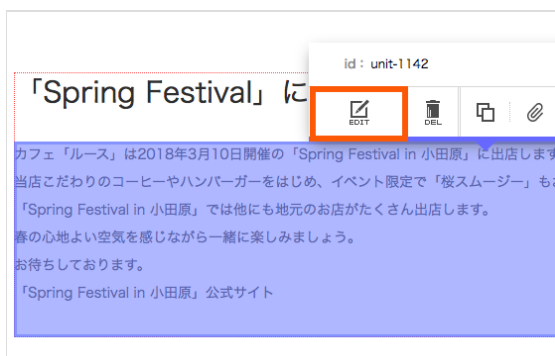 id： unit-1142
「Spring Festival」に
EDIT
DEL
カフェ「ルース」は2018年3月10日開催の「Spring Festival in 小田原」に出店します
当店こだわりのコーヒーやハンバーガーをはじめ、イベント限定で「桜スムージー」も
「Spring Festival in 小田原」では他にも地元のお店がたくさん出店します。
春の心地よい空気を感じながら一緒に楽しみましょう。
お待ちしております。
「Spring Festival in 小田原」公式サイト